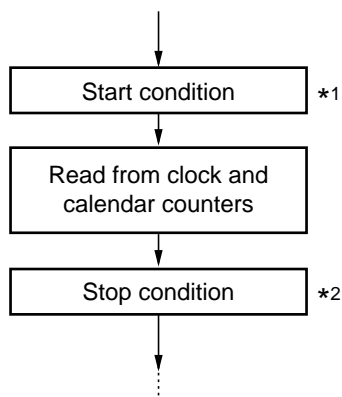 Start condition *1
Read from clock and
calendar counters
Stop condition *2